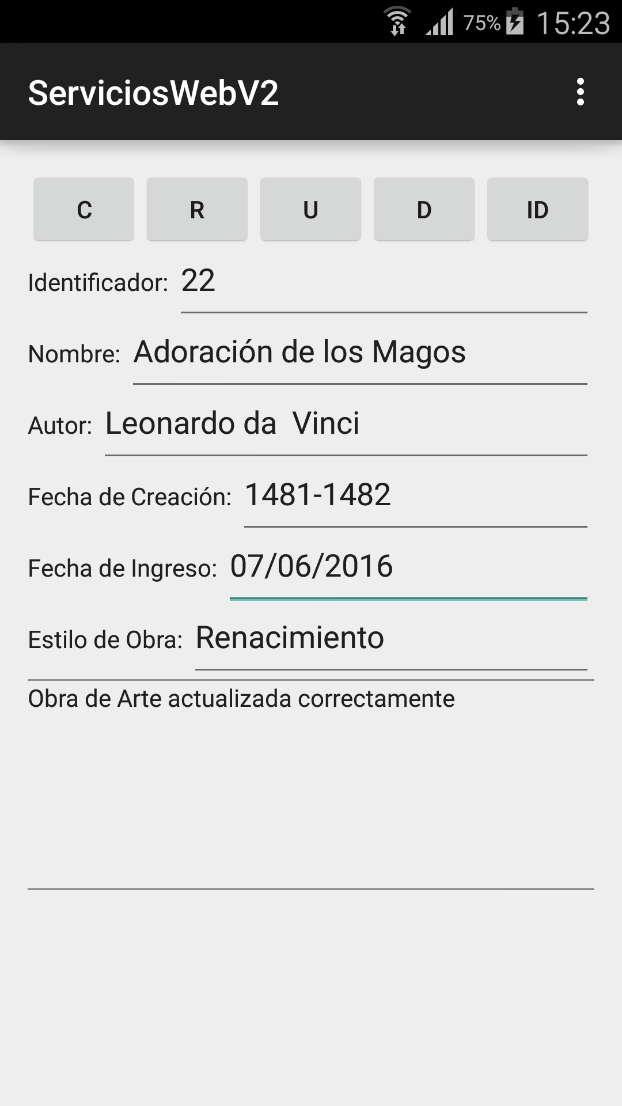 75% 15:23
ServiciosWebV2
C R U D ID
Identificador: 22
Nombre: Adoración de los Magos
Autor: Leonardo da  Vinci
Fecha de Creación: 1481-1482
Fecha de Ingreso: 07/06/2016
Estilo de Obra: Renacimiento
Obra de Arte actualizada correctamente